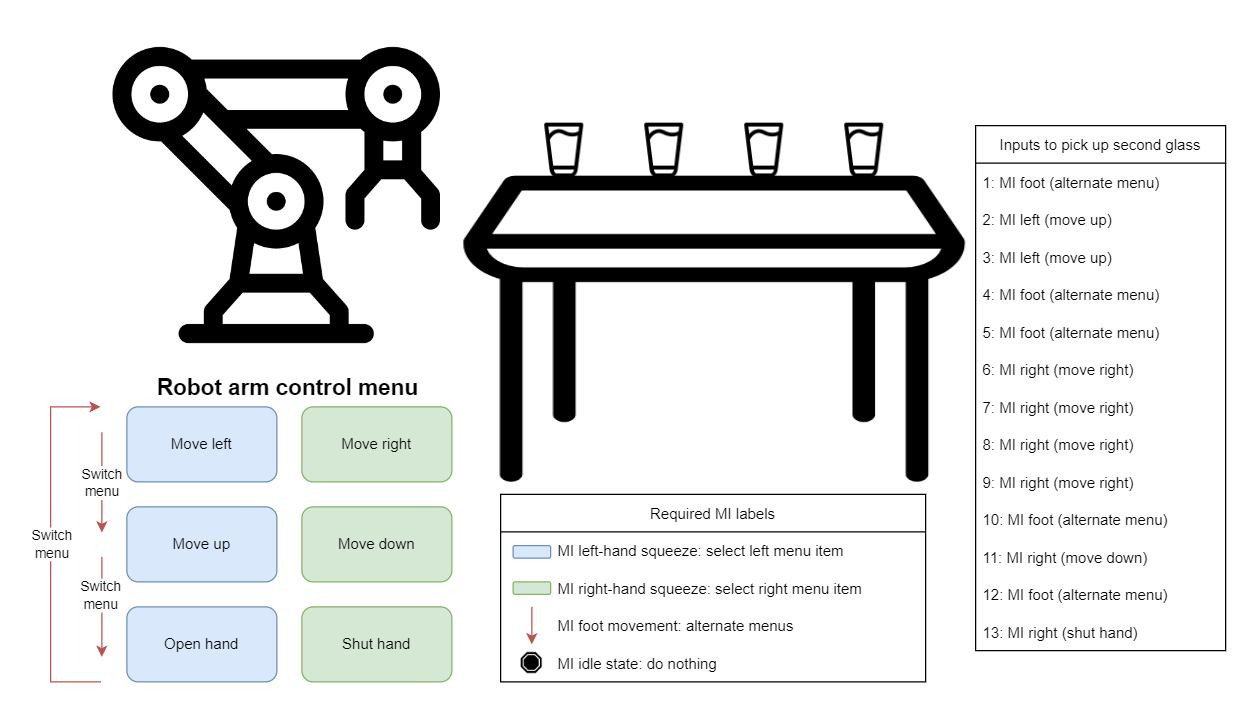 Robot arm control menu
Move left
Move right
Switch
menu
Move up
Move down
Switch
menu
Switch
menu
Open hand
Shut hand
Required MI labels
MI left-hand squeeze: select left menu item
MI right-hand squeeze: select right menu item
MI foot movement: alternate menus
MI idle state: do nothing
Inputs to pick up second glass
1: MI foot (alternate menu)
2: MI left (move up)
3: MI left (move up)
4: MI foot (alternate menu)
5: MI foot (alternate menu)
6: MI right (move right)
7: MI right (move right)
8: MI right (move right)
9: MI right (move right)
10: MI foot (alternate menu)
11: MI right (move down)
12: MI foot (alternate menu)
13: MI right (shut hand)